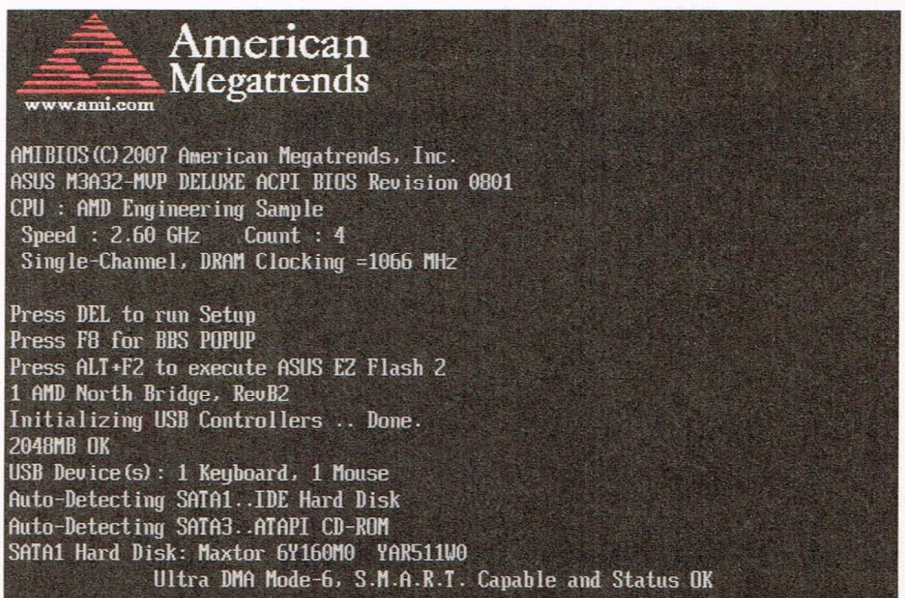 American
Megatrends
www.ami.com
AMIBIOS(C)2007 American Megatrends, Inc.
ASUS M3A32-MVP DELUXE ACPI BIOS Revision 0801
CPU : AMD Engineering Sample
Speed : 2.60 GHz Count : 4
Single-Channel, DRAM Clocking =1066 MHz
Press DEL to run Setup
Press F8 for BBS POPUP
Press ALT+F2 to execute ASUS EZ Flash 2
1 AMD North Bridge, RevB2
Initializing USB Controllers .. Done.
2048MB OK
USB Device(s): 1 Keyboard, 1 Mouse
Auto-Detecting SATA1..IDE Hard Disk
Auto-Detecting SATA3..ATAPI CD-ROM
SATA1 Hard Disk: Maxtor 6Y160M0 YAR511W0
Ultra DMA Mode-6, S.M.A.R.T. Capable and Status OK